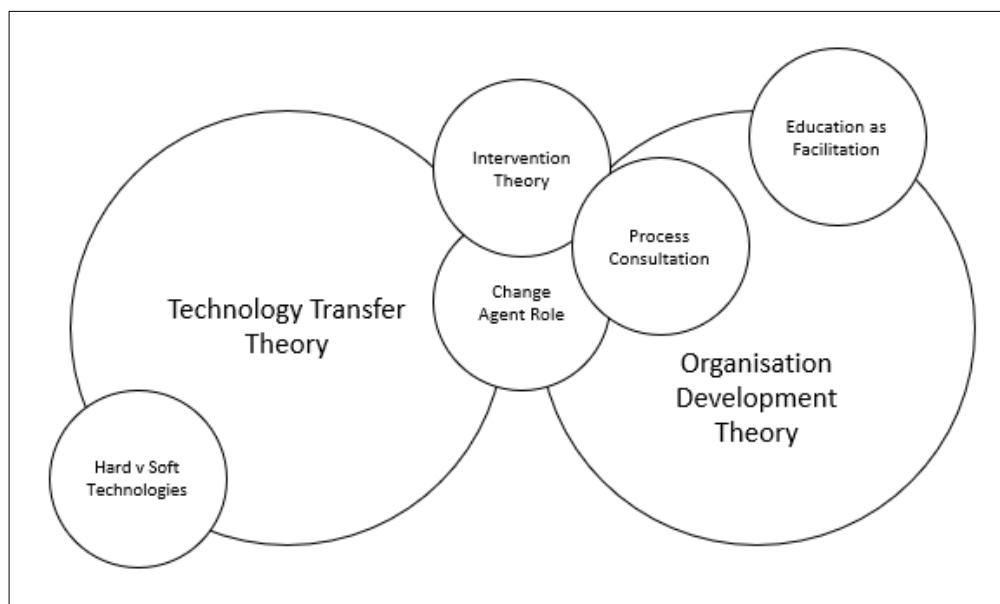 Education as
Facilitation
Intervention
Theory
Process
Consultation
Change
Agent Role
Technology Transfer
Theory
Organisation
Development
Theory
Hard v Soft
Technologies